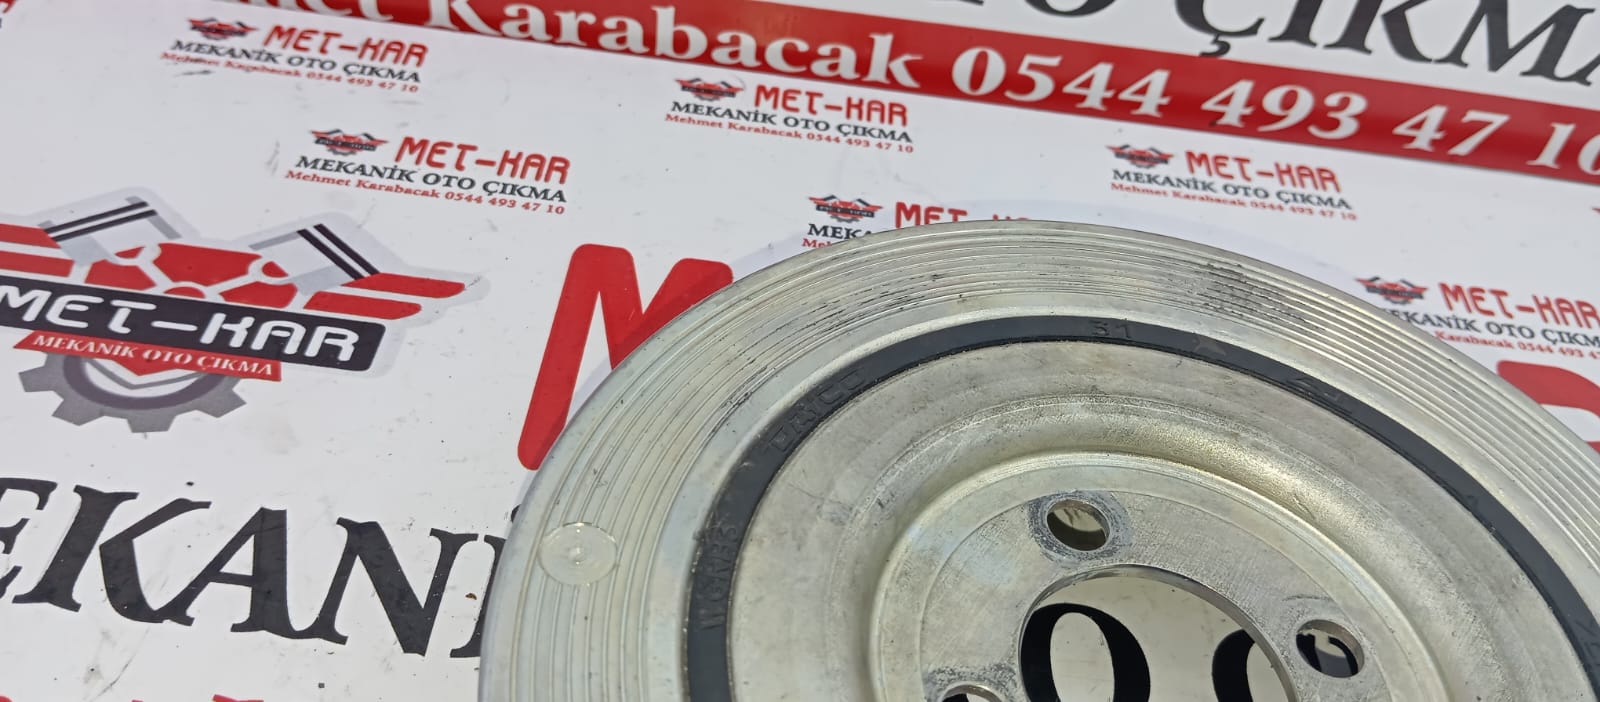 OTO ÇIKMA
Karabacak 0544 493 47 10
MET-KAR
MEKANİK OTO ÇIKMA
Mehmet Karabacak 0544 493 47 10
MET-KAR
MEKANİK OTO ÇIKMA
Mehmet Karabacak 0544 493 47 10
MET-KAR
MEKANİK OTO ÇIKMA
Mehmet Karabacak 0544 493 47 10
MET-KAR
MEKANİK OTO ÇIKMA
Mehmet Karabacak 0544 493 47 10
MET-KAR
MEKANİK OTO ÇIKMA
Karabacak 0544 493 47 10
MET-KAR
MEKANİK OTO ÇIKMA
31